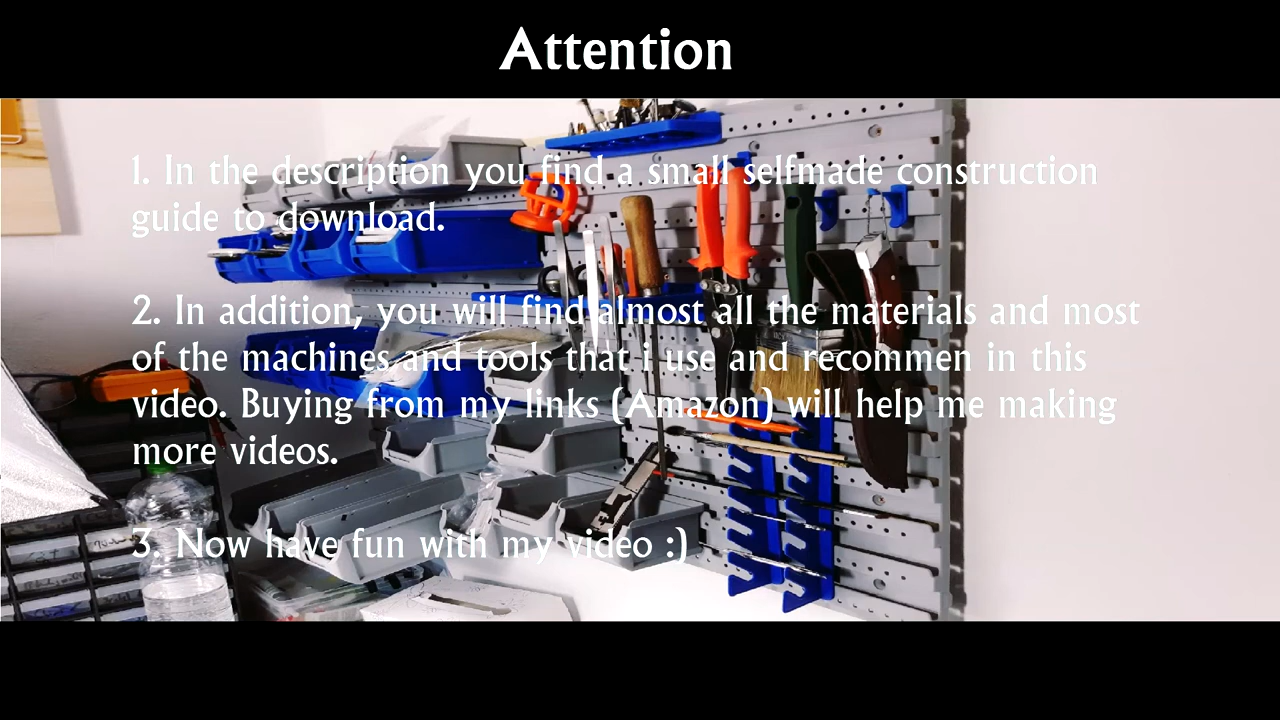 Attention
1. In the description you find a small selfmade construction
guide to download.
2. In addition, you will find almost all the materials and most
of the machines and tools that i use and recommen in this
video. Buying from my links (Amazon) will help me making
more videos.
3. Now have fun with my video :)